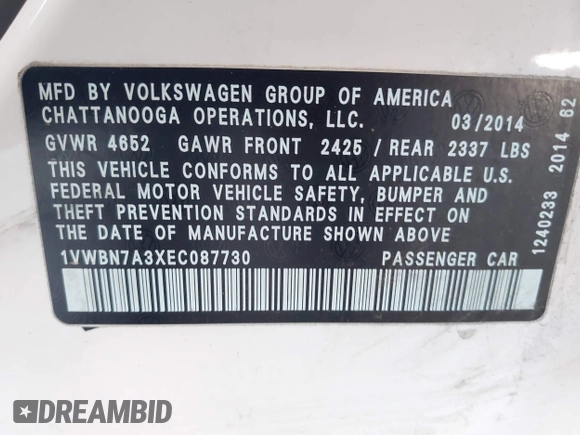 MFD BY VOLKSWAGEN GROUP OF AMERICA
CHATTANOOGA OPERATIONS, LLC. 03/2014
GVWR 4652 GAWR FRONT 2425 / REAR 2337 LBS
THIS VEHICLE CONFORMS TO ALL APPLICABLE U.S.
FEDERAL MOTOR VEHICLE SAFETY, BUMPER AND
THEFT PREVENTION STANDARDS IN EFFECT ON
THE DATE OF MANUFACTURE SHOWN ABOVE
1VWBN7A3XEC087730 PASSENGER CAR
1240233 2014 62
DREAMBID